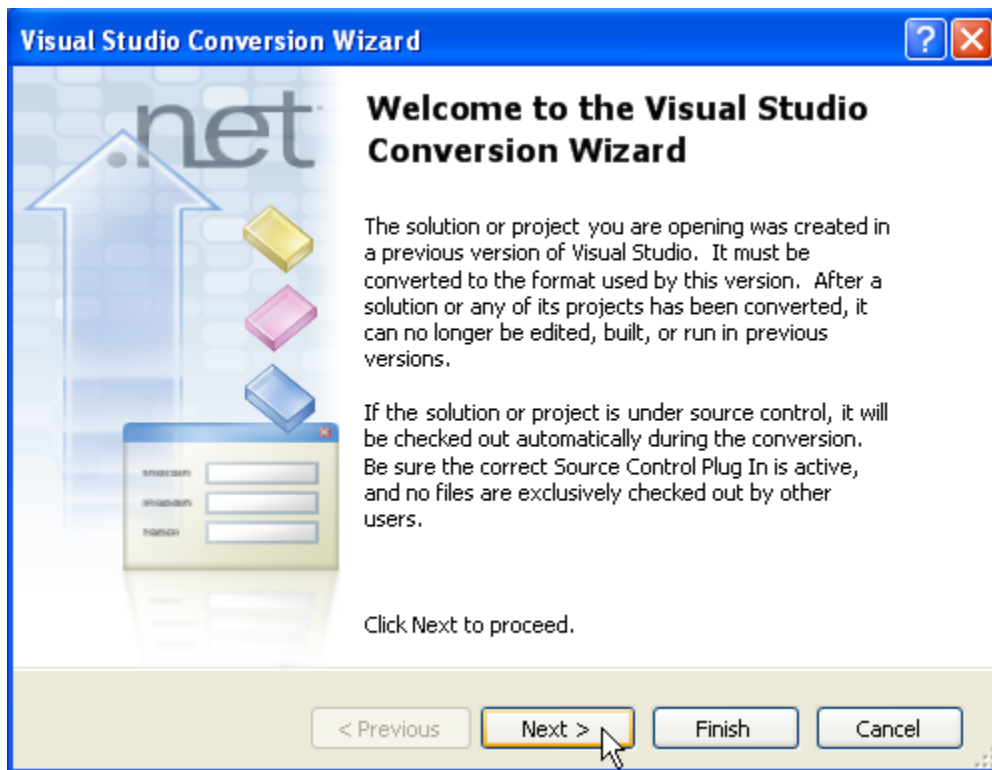 Visual Studio Conversion Wizard
.net
Welcome to the Visual Studio
Conversion Wizard
The solution or project you are opening was created in
a previous version of Visual Studio.  It must be
converted to the format used by this version.  After a
solution or any of its projects has been converted, it
can no longer be edited, built, or run in previous
versions.
If the solution or project is under source control, it will
be checked out automatically during the conversion.
Be sure the correct Source Control Plug In is active,
and no files are exclusively checked out by other
users.
Click Next to proceed.
< Previous
Next >
Finish
Cancel